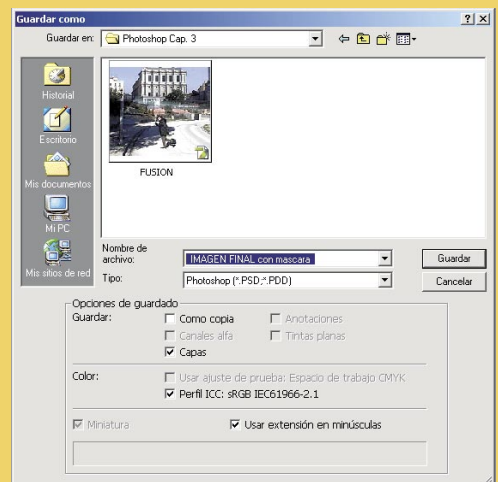 Guardar como
Guardar en: Photoshop Cap. 3
Historial
Escritorio
Mis documentos
Mi PC
Mis sitios de red
FUSION
Nombre de archivo: IMAGEN FINAL con mascara Guardar
Tipo: Photoshop (*.PSD;*.PDD) Cancelar
Opciones de guardado
Guardar: Como copia Anotaciones
Canales alfa Tintas planas
Capas
Color: Usar ajuste de prueba: Espacio de trabajo CMYK
Perfil ICC: sRGB IEC61966-2.1
Miniatura Usar extensión en minúsculas